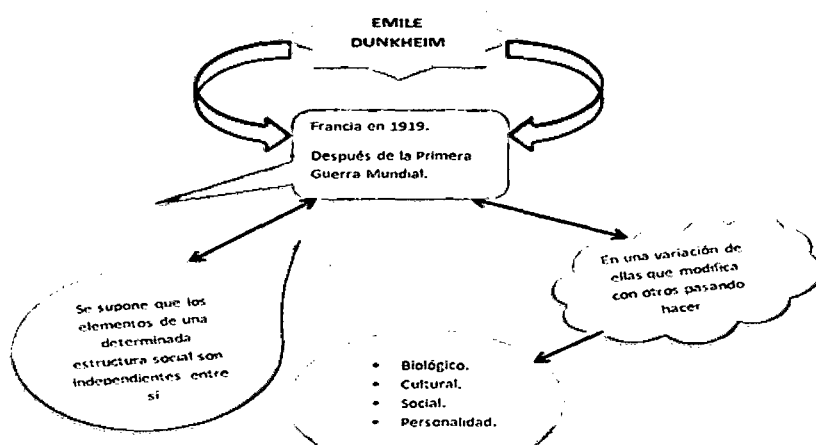 EMILE
DUNKHEIM
Francia en 1919.
Después de la Primera
Guerra Mundial.
Se supone que los
elementos de una
determinada
estructura social son
independientes entre
si
En una variación de
ellas que modifica
con otros pasando
hacer
• Biológico.
• Cultural.
• Social.
• Personalidad.